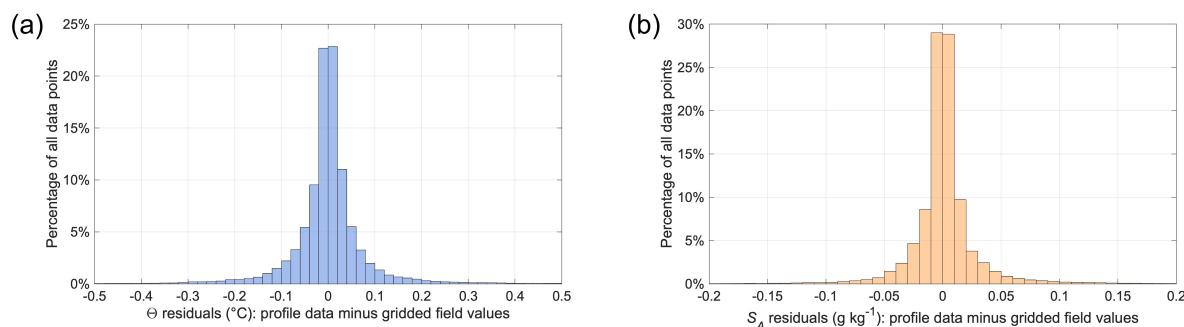 (a)
25%
20%
15%
10%
5%
0%
Percentage of all data points
-0.5 -0.4 -0.3 -0.2 -0.1 0 0.1 0.2 0.3 0.4 0.5
Θ residuals (°C): profile data minus gridded field values
(b)
30%
25%
20%
15%
10%
5%
0%
Percentage of all data points
-0.2 -0.15 -0.1 -0.05 0 0.05 0.1 0.15 0.2
S_A residuals (g kg⁻¹): profile data minus gridded field values